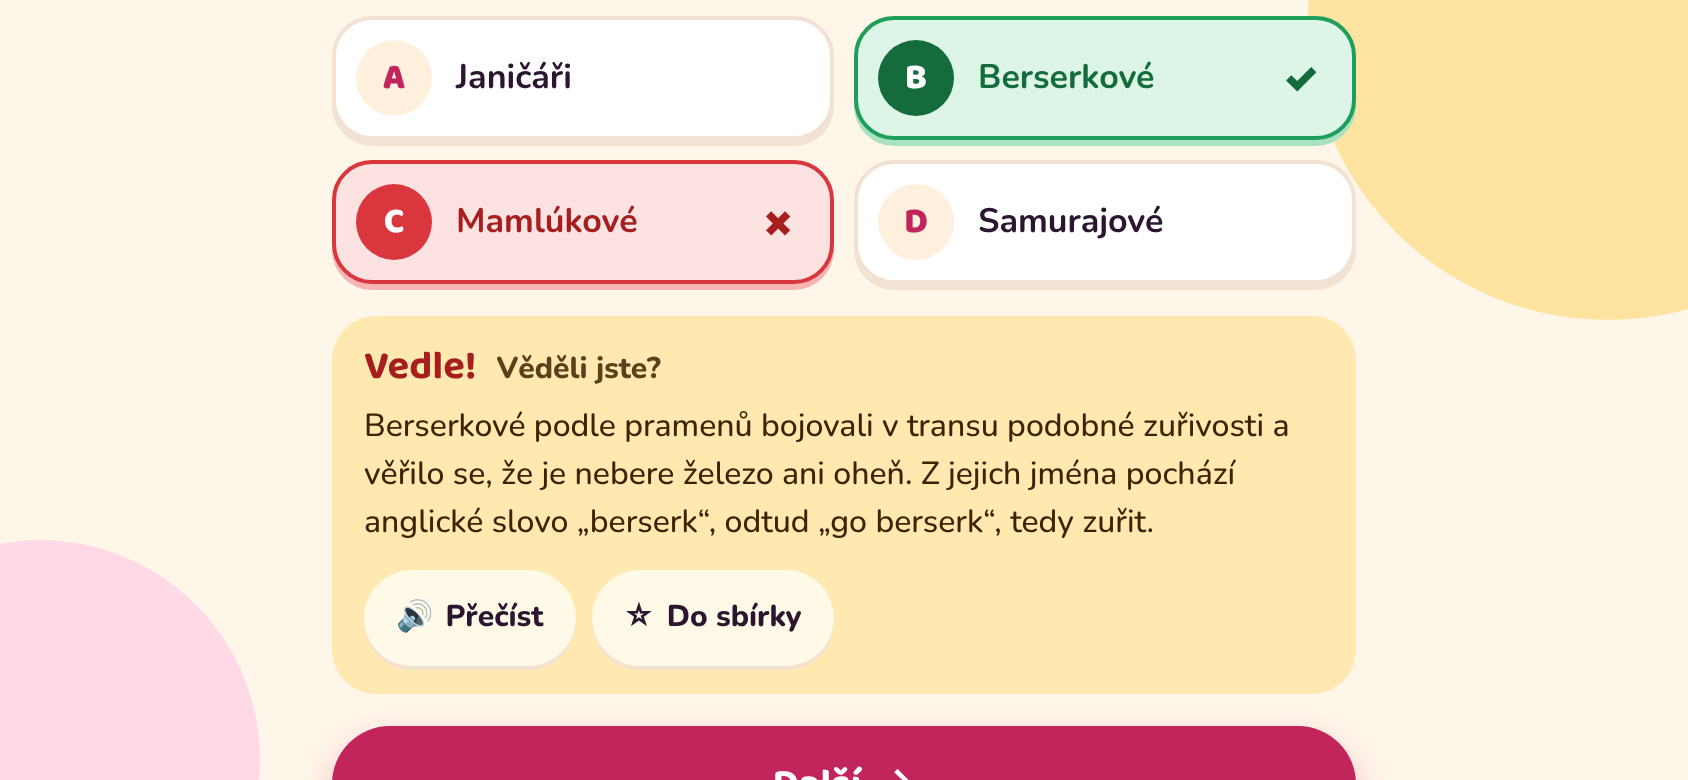 A Janičáři
B Berserkové ✔
C Mamlúkové ✖
D Samurajové
Vedle! Věděli jste?
Berserkové podle pramenů bojovali v transu podobné zuřivosti a
věřilo se, že je nebere železo ani oheň. Z jejich jména pochází
anglické slovo „berserk“, odtud „go berserk“, tedy zuřit.
🔊 Přečíst
☆ Do sbírky
Další →